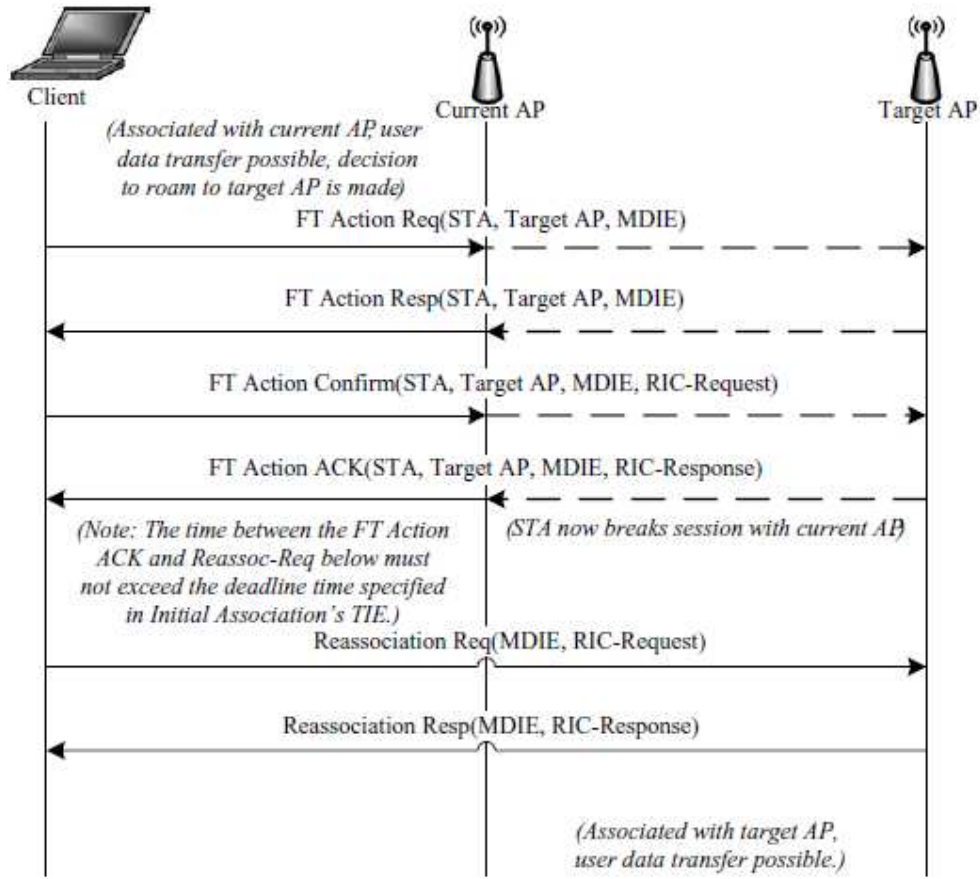 Client
Current AP
Target AP
(Associated with current AP, user
data transfer possible, decision
to roam to target AP is made)
FT Action Req(STA, Target AP, MDIE)
FT Action Resp(STA, Target AP, MDIE)
FT Action Confirm(STA, Target AP, MDIE, RIC-Request)
FT Action ACK(STA, Target AP, MDIE, RIC-Response)
(Note: The time between the FT Action
ACK and Reassoc-Req below must
not exceed the deadline time specified
in Initial Association's TIE.)
(STA now breaks session with current AP)
Reassociation Req(MDIE, RIC-Request)
Reassociation Resp(MDIE, RIC-Response)
(Associated with target AP,
user data transfer possible.)